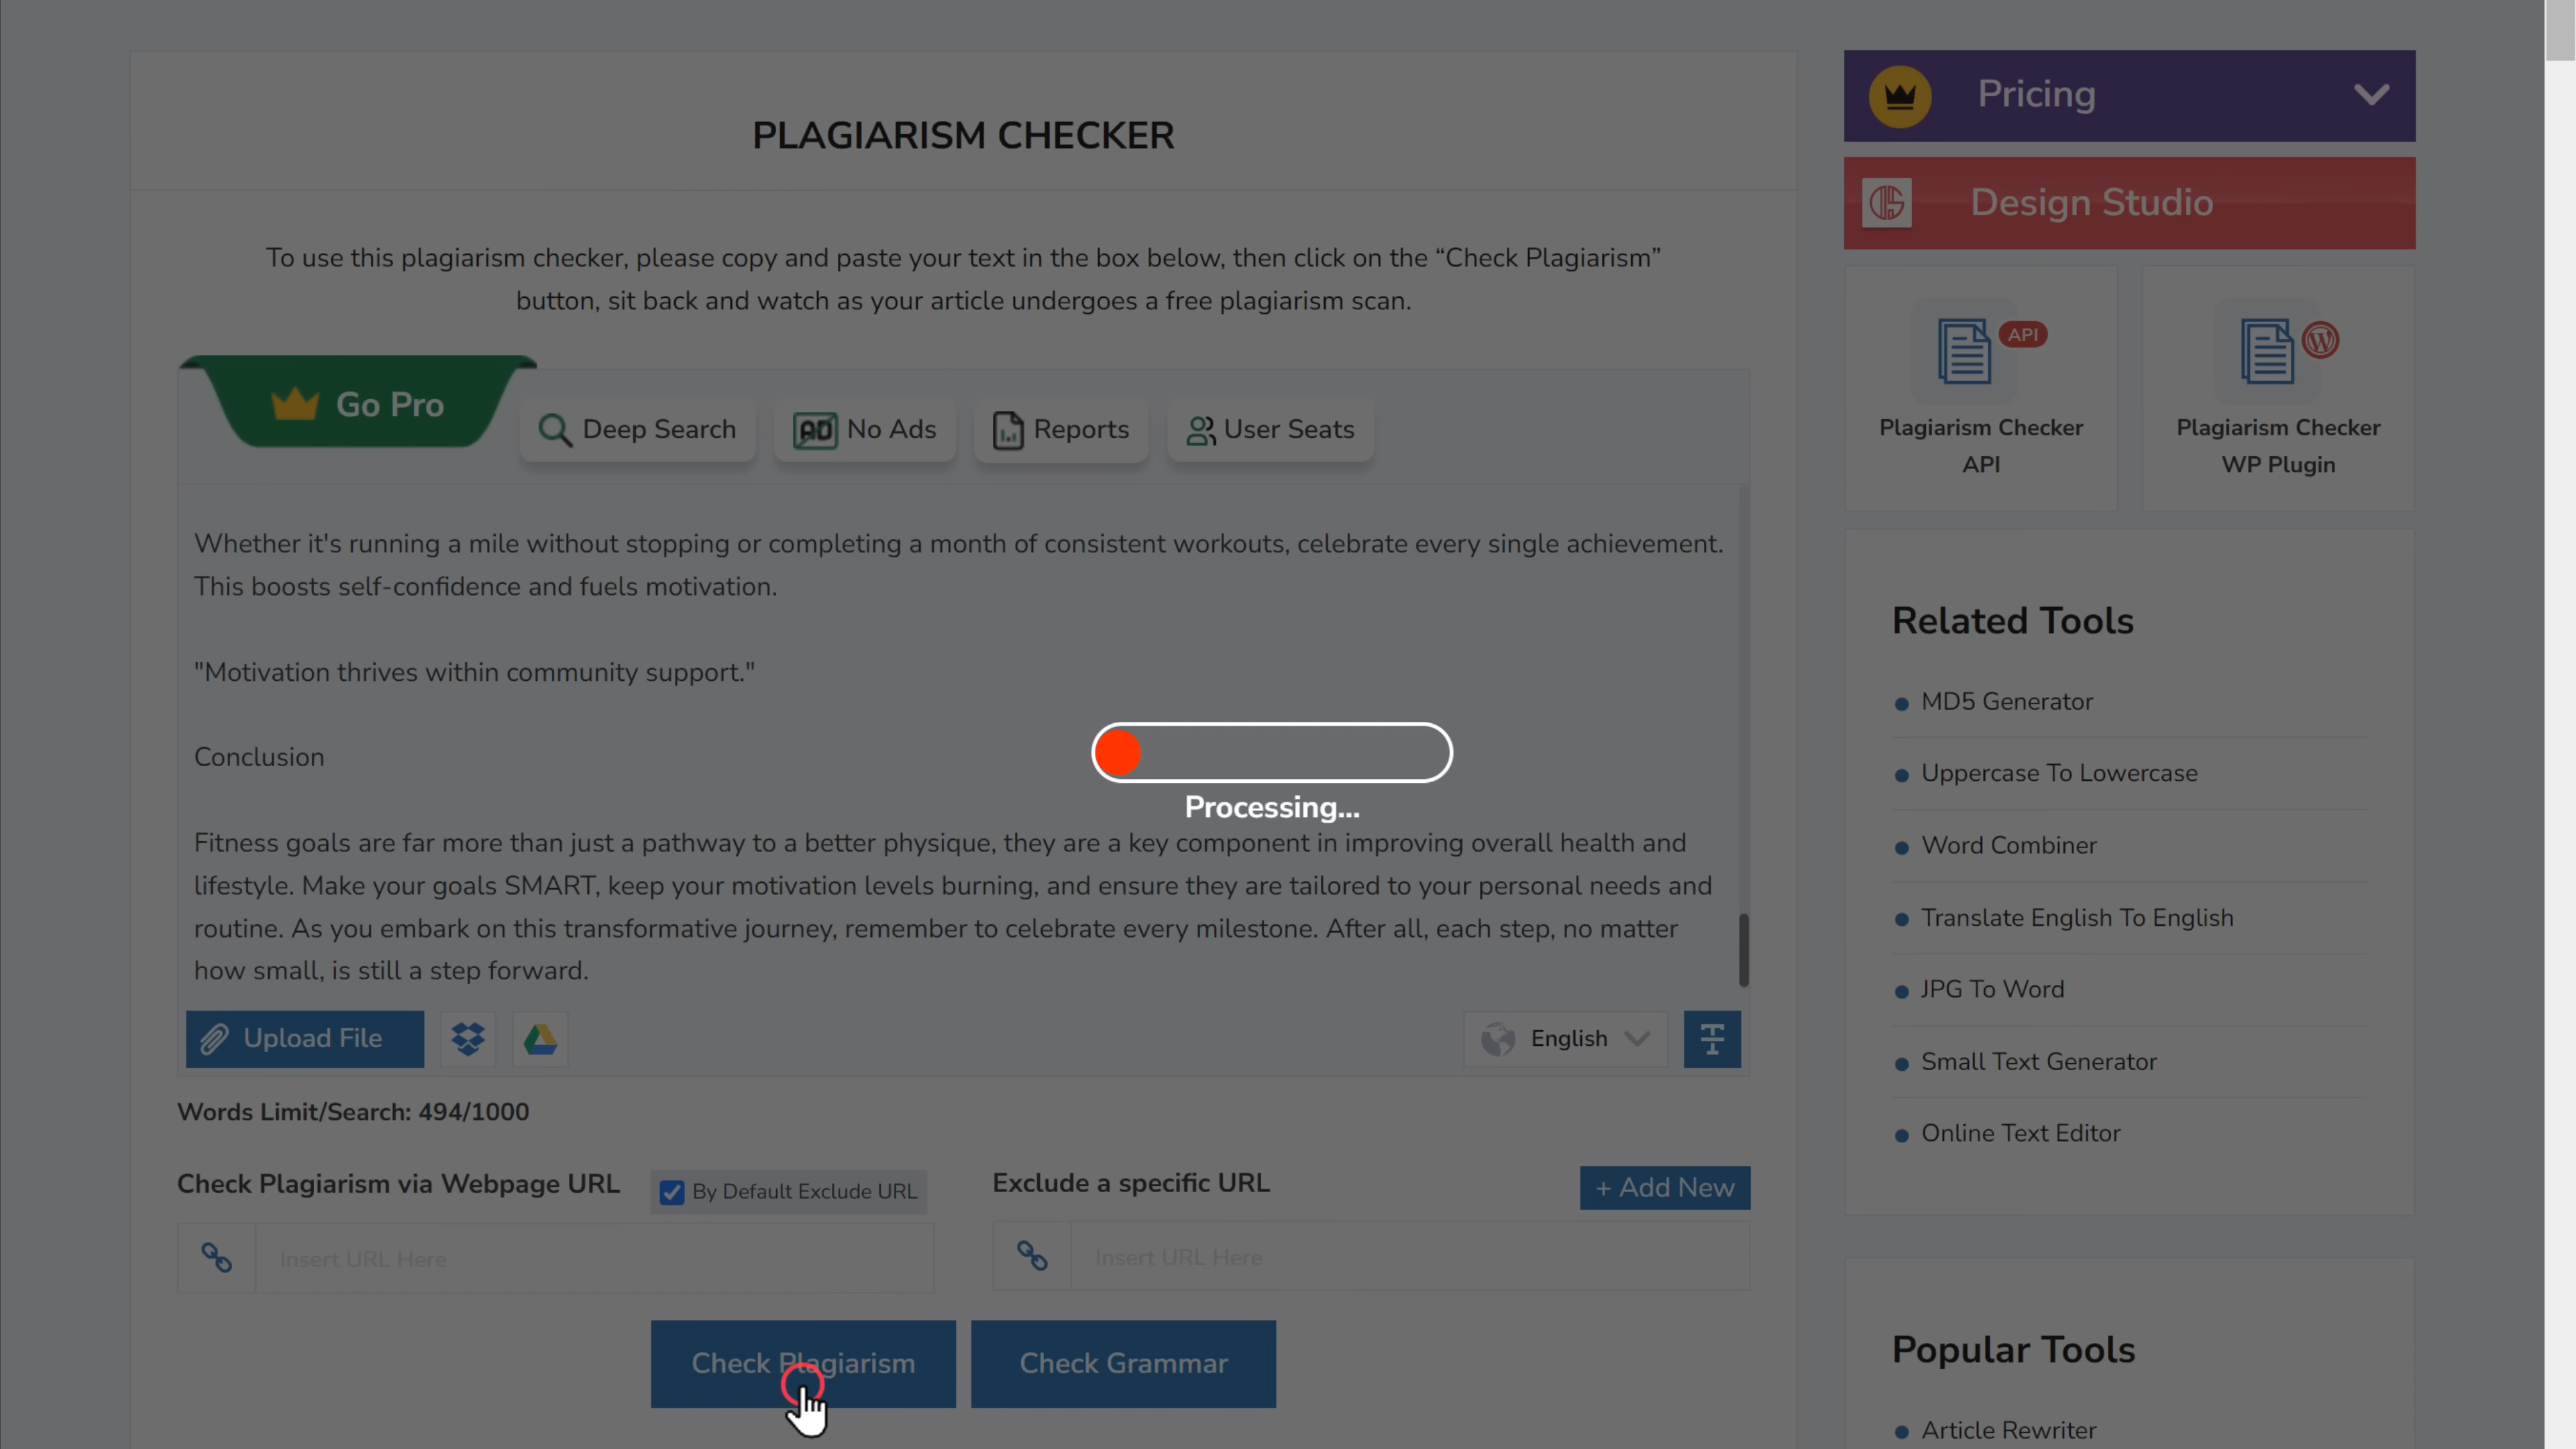 PLAGIARISM CHECKER
To use this plagiarism checker, please copy and paste your text in the box below, then click on the “Check Plagiarism”
button, sit back and watch as your article undergoes a free plagiarism scan.
Go Pro
Deep Search
AD No Ads
Reports
User Seats
Whether it's running a mile without stopping or completing a month of consistent workouts, celebrate every single achievement.
This boosts self-confidence and fuels motivation.
"Motivation thrives within community support."
Conclusion
Processing...
Fitness goals are far more than just a pathway to a better physique, they are a key component in improving overall health and
lifestyle. Make your goals SMART, keep your motivation levels burning, and ensure they are tailored to your personal needs and
routine. As you embark on this transformative journey, remember to celebrate every milestone. After all, each step, no matter
how small, is still a step forward.
Upload File
English
Words Limit/Search: 494/1000
Check Plagiarism via Webpage URL
By Default Exclude URL
Insert URL Here
Exclude a specific URL
+ Add New
Insert URL Here
Check Plagiarism
Check Grammar
Pricing
Design Studio
API
Plagiarism Checker
API
Plagiarism Checker
WP Plugin
Related Tools
MD5 Generator
Uppercase To Lowercase
Word Combiner
Translate English To English
JPG To Word
Small Text Generator
Online Text Editor
Popular Tools
Article Rewriter